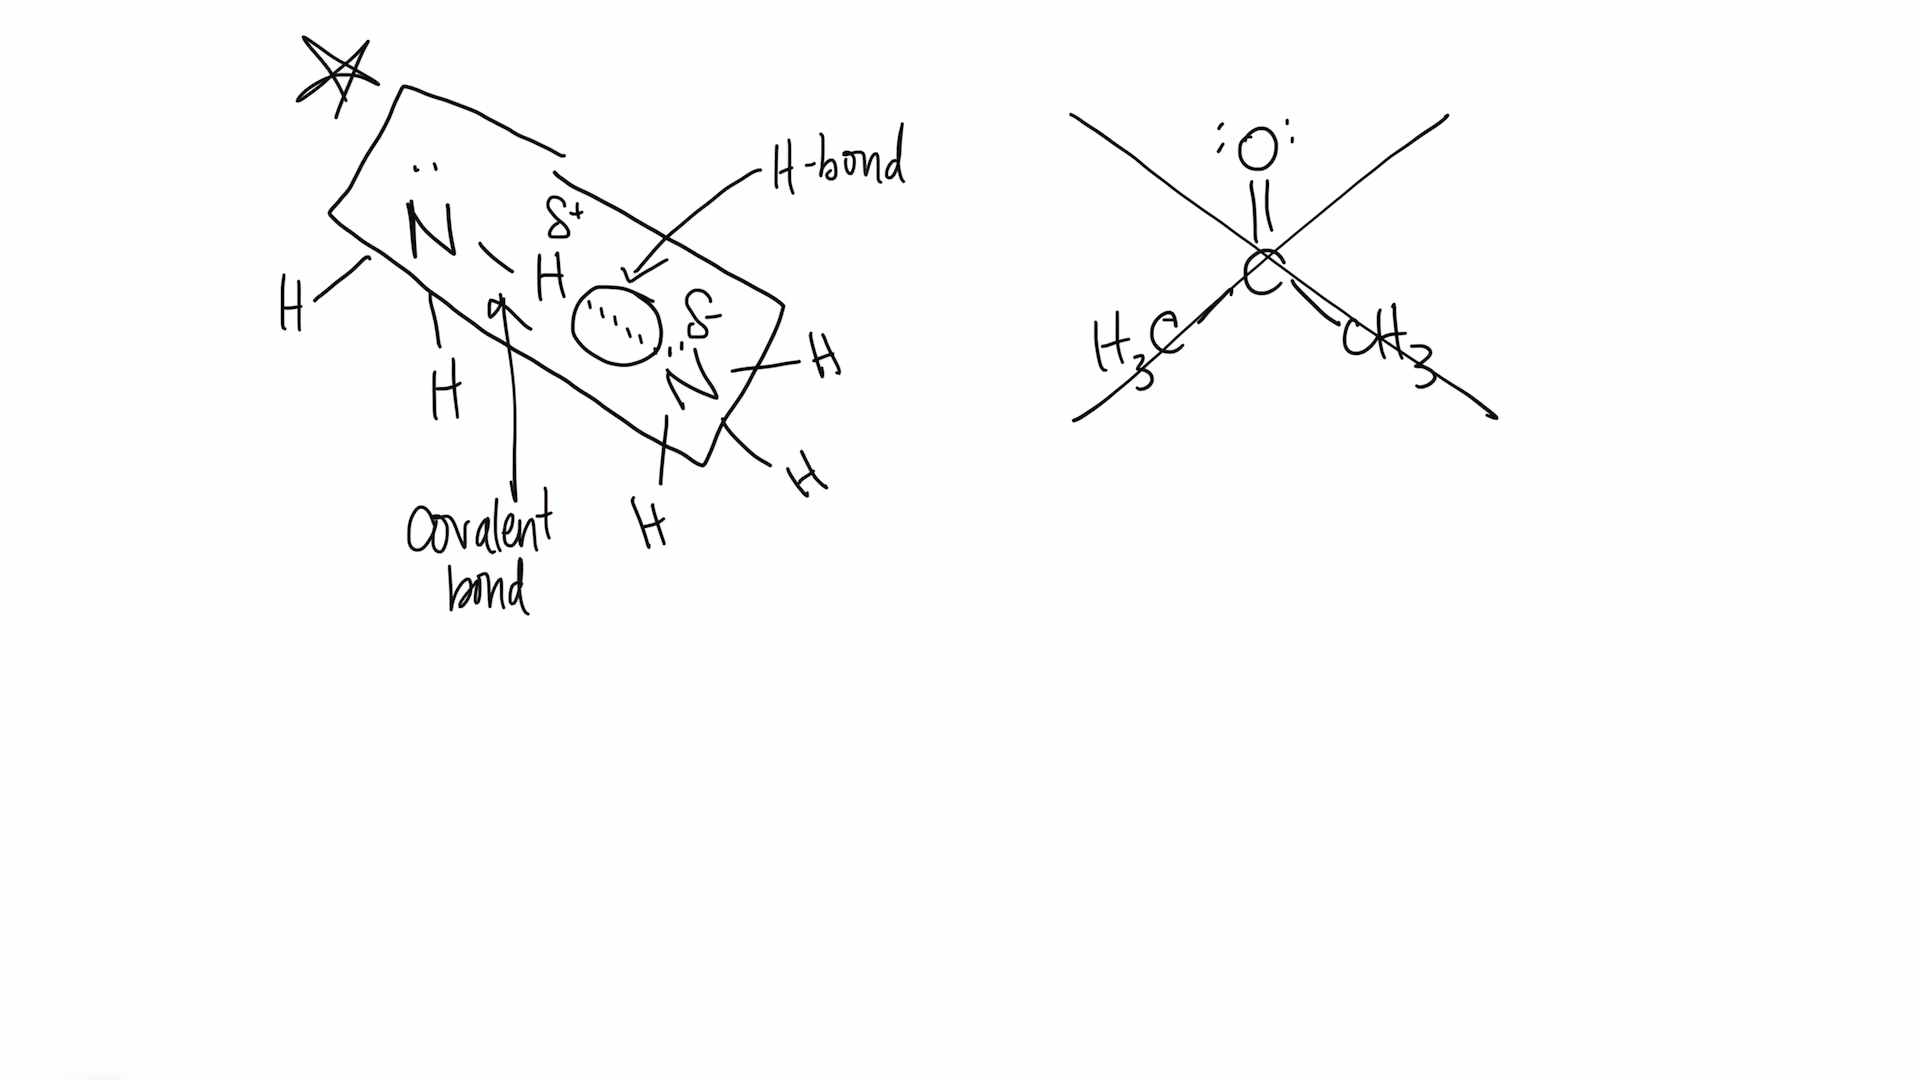 H-bond
N
δ+
H
δ-
N
H
H
H
H
H
Covalent
bond
:O:
C
H3C
CH3